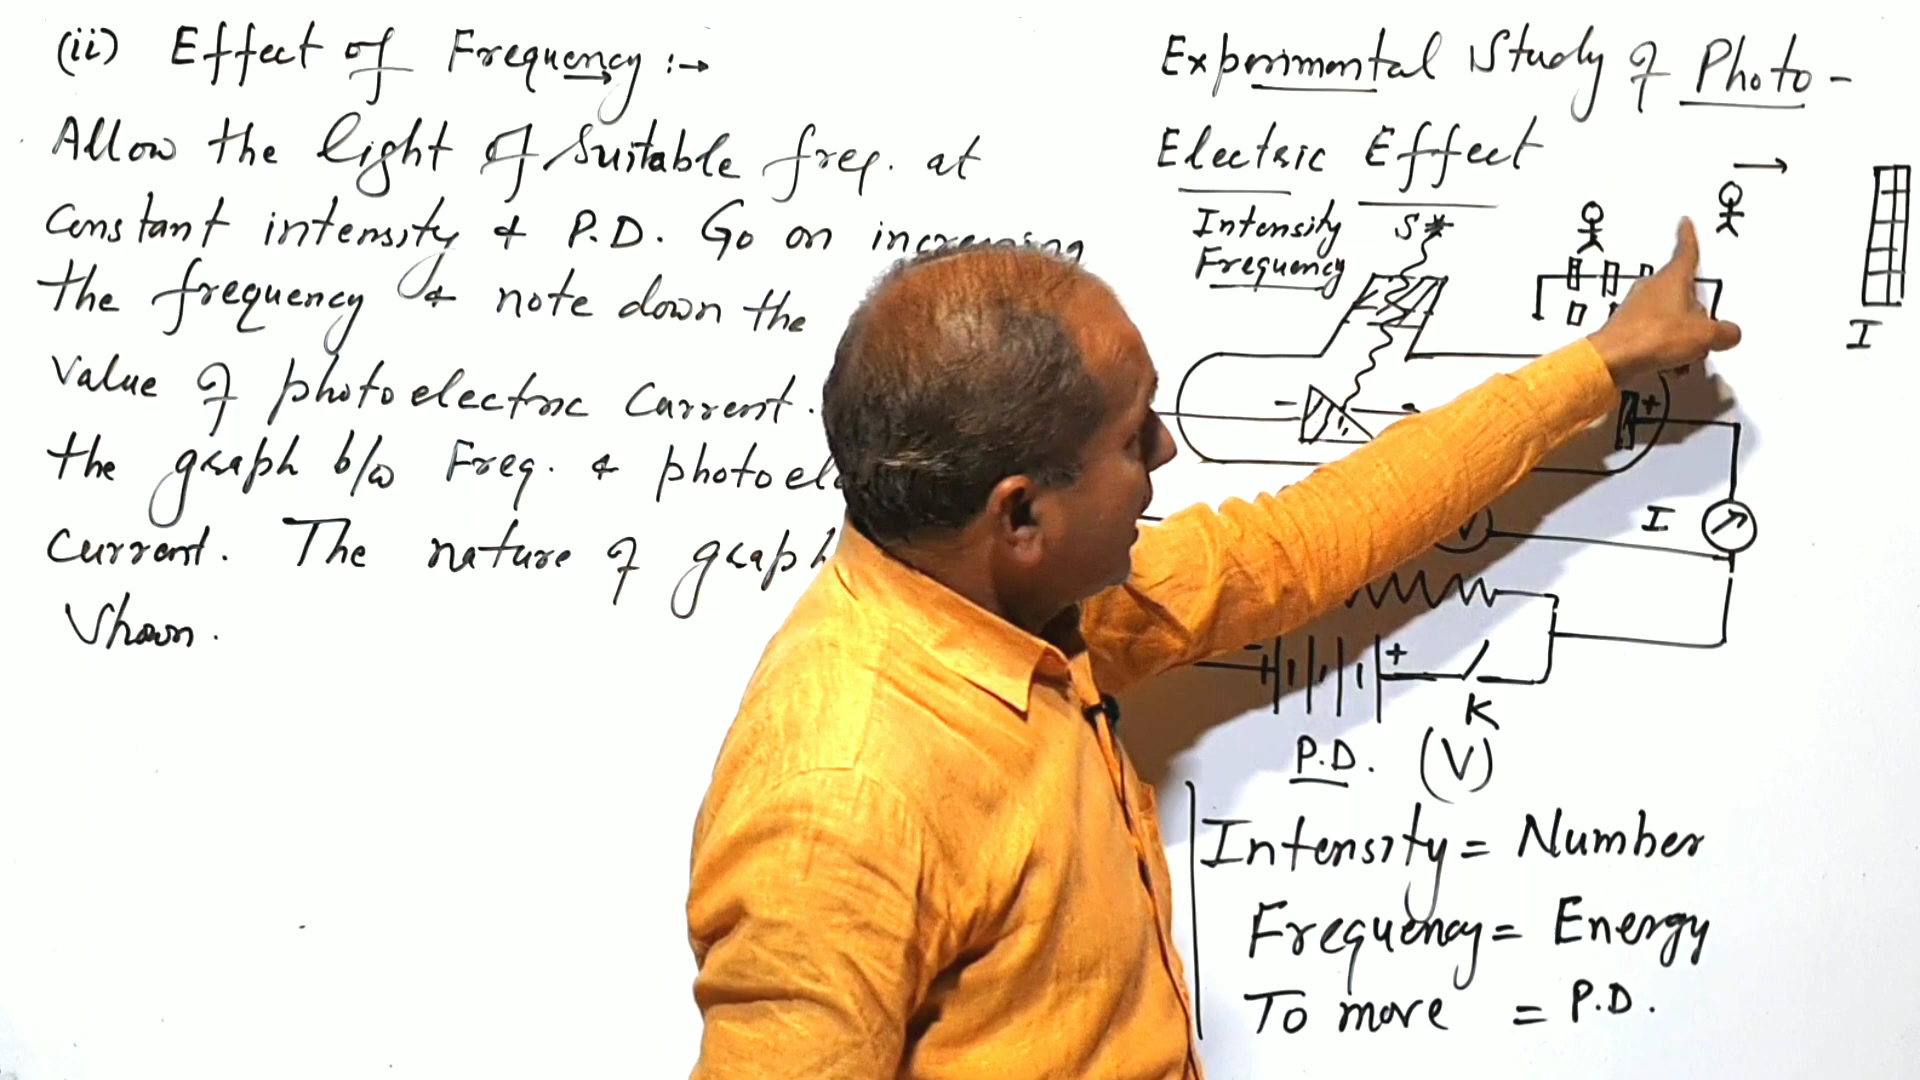 (ii) Effect of Frequency :→
Allow the light of suitable freq. at
Constant intensity & P.D. Go on increasing
the frequency & note down the
Value of photoelectric Current.
the graph b/w Freq. &
Current. The nature of graph
Shown.
Experimental Study of Photo-
Electric Effect
Intensity
Frequency
S*
I
-
+
I
V
-
+
K
P.D. (V)
Intensity = Number
Frequency = Energy
To move = P.D.